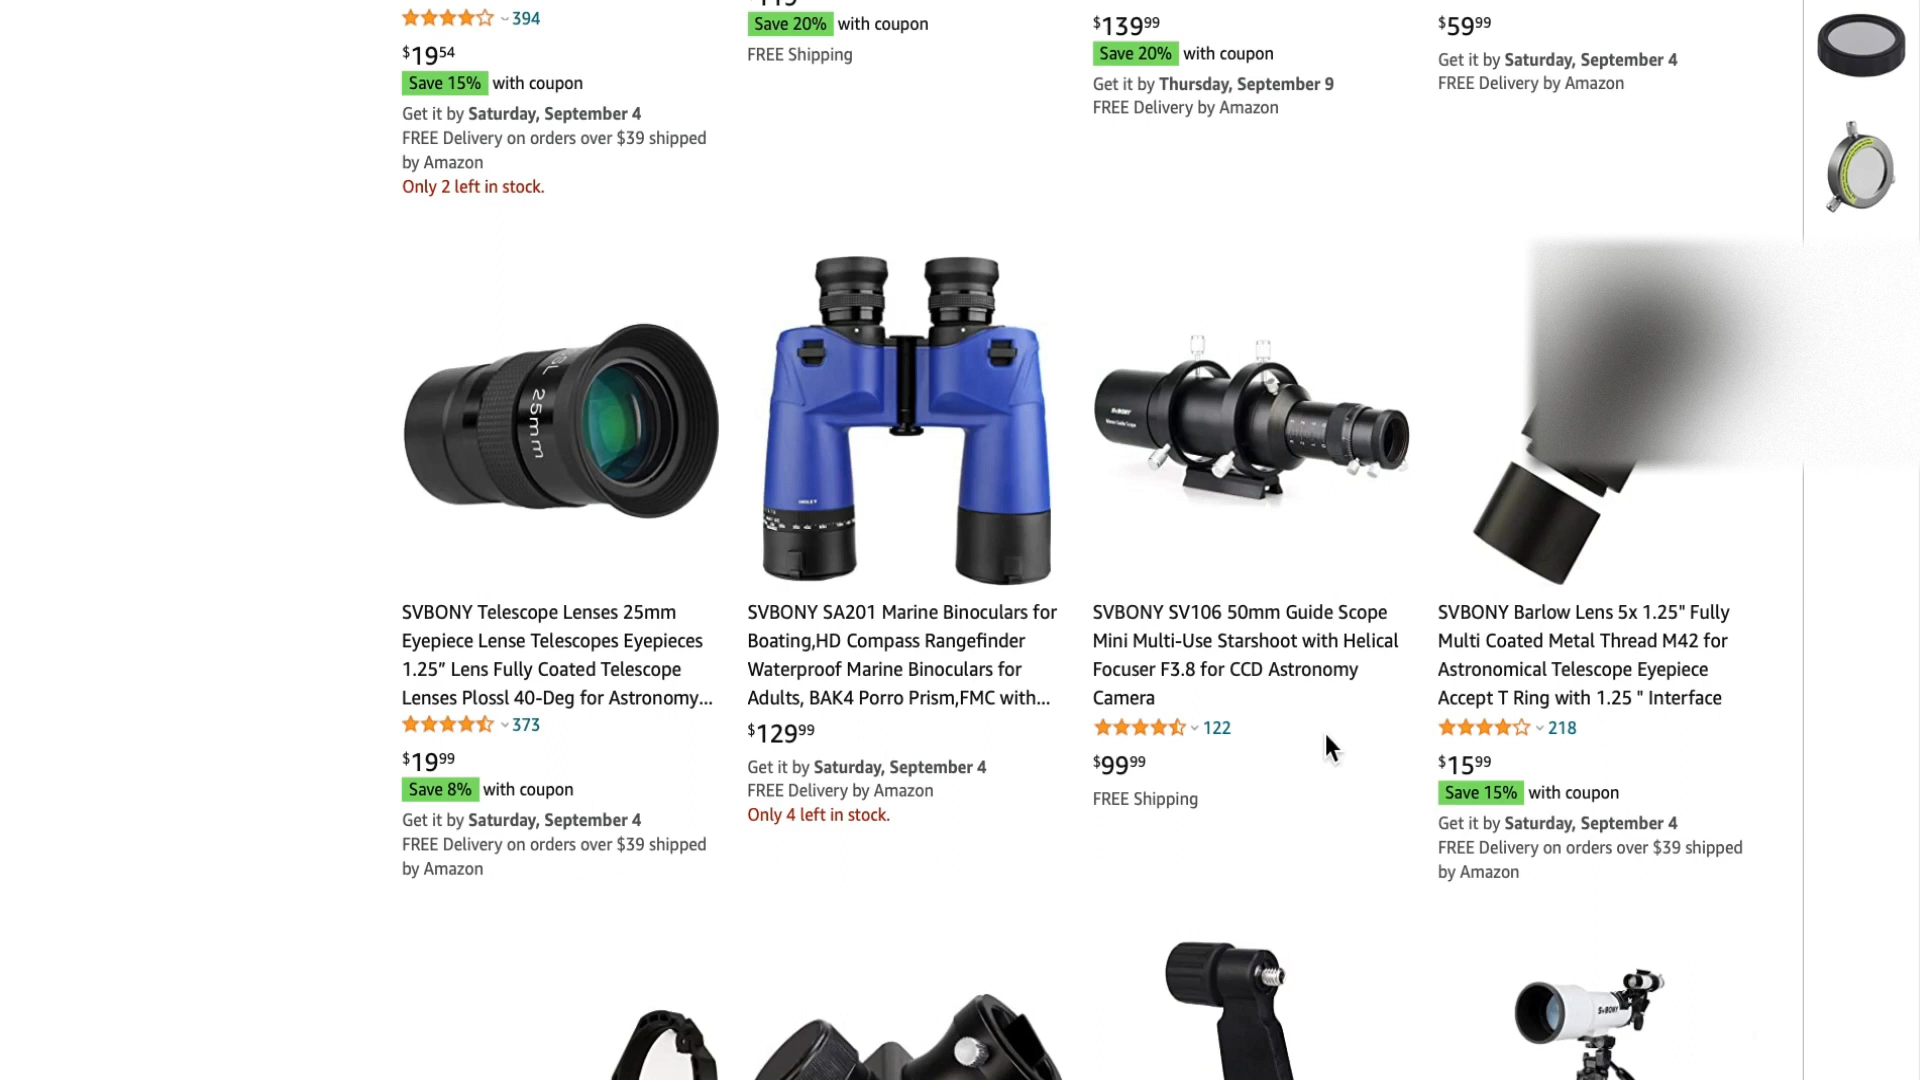 394
$19.54
Save 15% with coupon
Get it by Saturday, September 4
FREE Delivery on orders over $39 shipped
by Amazon
Only 2 left in stock.
Save 20% with coupon
FREE Shipping
$139.99
Save 20% with coupon
Get it by Thursday, September 9
FREE Delivery by Amazon
$59.99
Get it by Saturday, September 4
FREE Delivery by Amazon
25mm
SVBONY
SVBONY
SVBONY Telescope Lenses 25mm
Eyepiece Lense Telescopes Eyepieces
1.25” Lens Fully Coated Telescope
Lenses Plossl 40-Deg for Astronomy...
373
$19.99
Save 8% with coupon
Get it by Saturday, September 4
FREE Delivery on orders over $39 shipped
by Amazon
SVBONY SA201 Marine Binoculars for
Boating,HD Compass Rangefinder
Waterproof Marine Binoculars for
Adults, BAK4 Porro Prism,FMC with...
$129.99
Get it by Saturday, September 4
FREE Delivery by Amazon
Only 4 left in stock.
SVBONY SV106 50mm Guide Scope
Mini Multi-Use Starshoot with Helical
Focuser F3.8 for CCD Astronomy
Camera
122
$99.99
FREE Shipping
SVBONY Barlow Lens 5x 1.25" Fully
Multi Coated Metal Thread M42 for
Astronomical Telescope Eyepiece
Accept T Ring with 1.25 " Interface
218
$15.99
Save 15% with coupon
Get it by Saturday, September 4
FREE Delivery on orders over $39 shipped
by Amazon